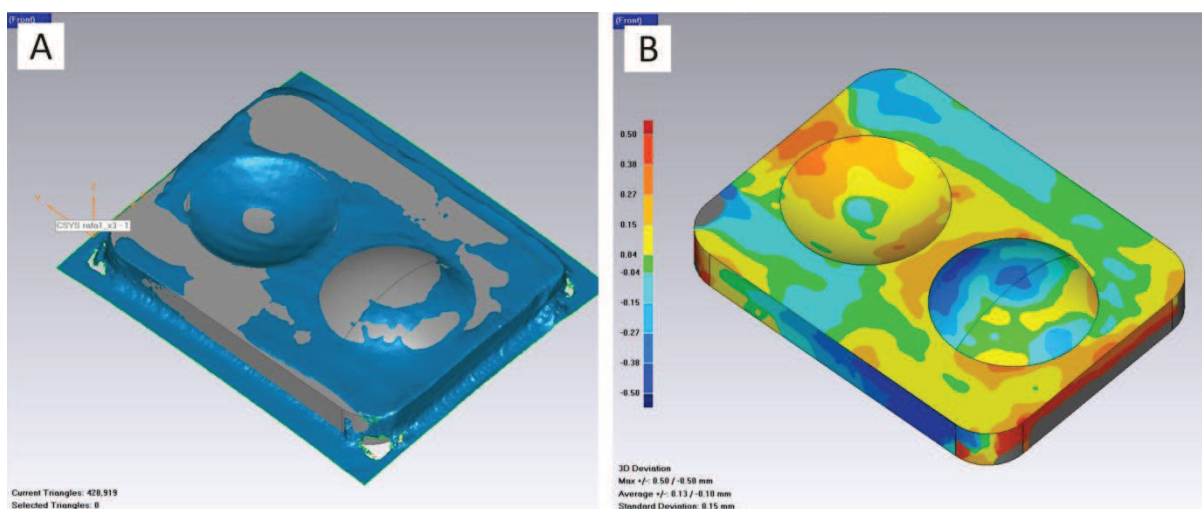 (Front)
A
Z
Y
CSYS rafa1_x3 - 1
Current Triangles: 428,919
Selected Triangles: 0
(Front)
B
0.50
0.38
0.27
0.15
0.04
-0.04
-0.15
-0.27
-0.38
-0.50
3D Deviation
Max +/-: 0.50 / -0.50 mm
Average +/-: 0.13 / -0.10 mm
Standard Deviation: 0.15 mm